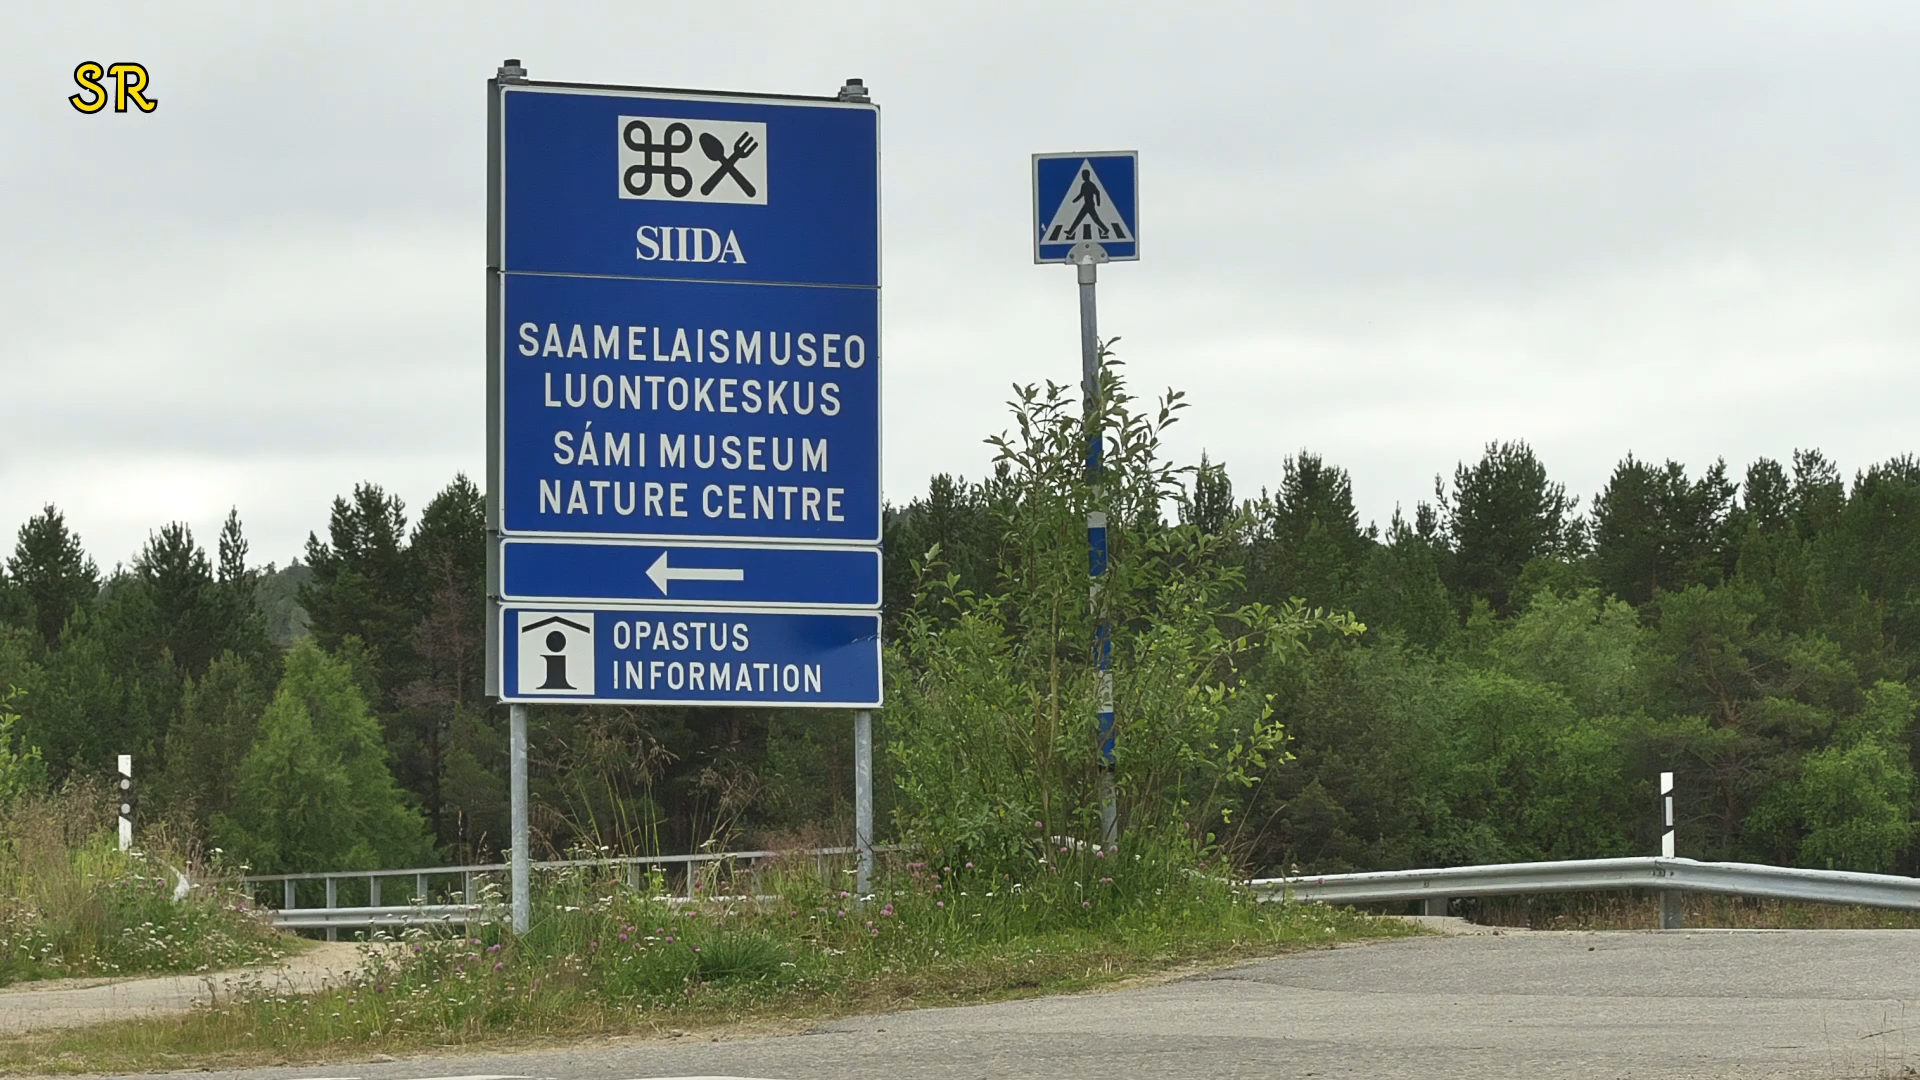 SR
SIIDA
SAAMELAISMUSEO
LUONTOKESKUS
SÁMI MUSEUM
NATURE CENTRE
OPASTUS
INFORMATION